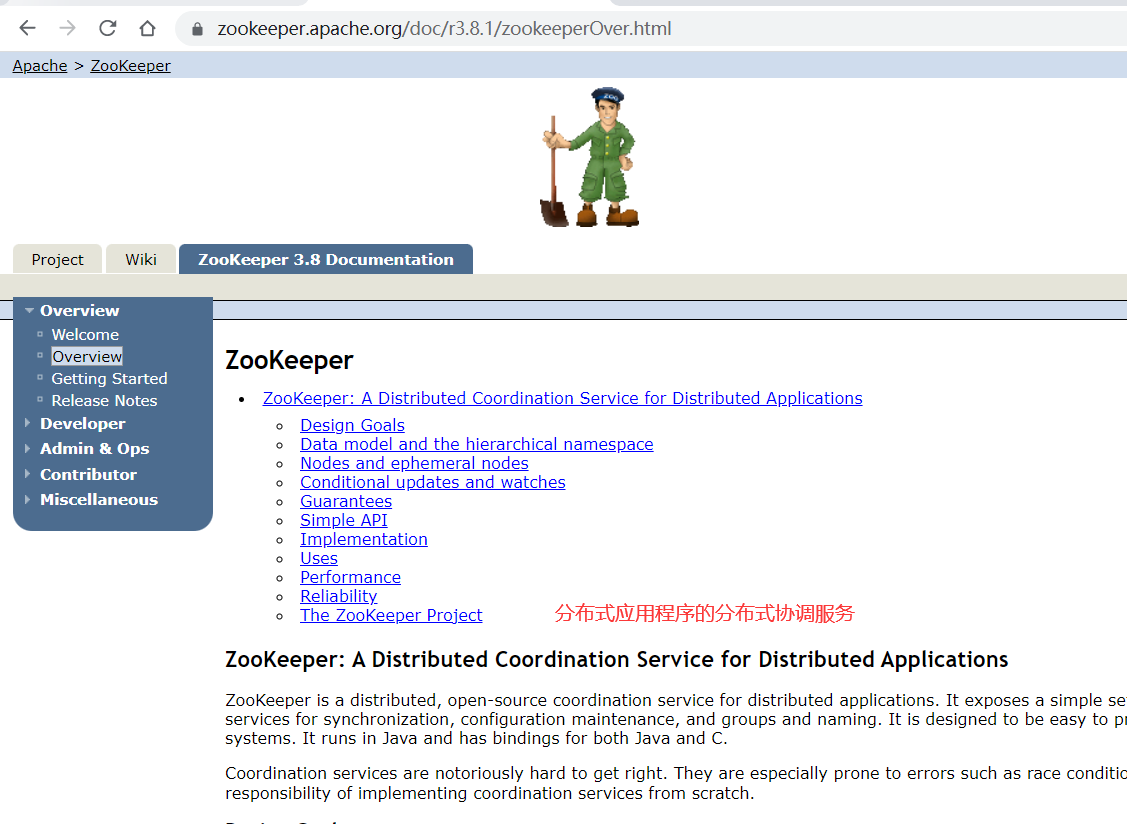 zookeeper.apache.org/doc/r3.8.1/zookeeperOver.html
Apache > ZooKeeper
ZOO
Project Wiki ZooKeeper 3.8 Documentation
Overview
Welcome
Overview
Getting Started
Release Notes
Developer
Admin & Ops
Contributor
Miscellaneous
ZooKeeper
ZooKeeper: A Distributed Coordination Service for Distributed Applications
Design Goals
Data model and the hierarchical namespace
Nodes and ephemeral nodes
Conditional updates and watches
Guarantees
Simple API
Implementation
Uses
Performance
Reliability
The ZooKeeper Project 分布式应用程序的分布式协调服务
ZooKeeper: A Distributed Coordination Service for Distributed Applications
ZooKeeper is a distributed, open-source coordination service for distributed applications. It exposes a simple se
services for synchronization, configuration maintenance, and groups and naming. It is designed to be easy to p
systems. It runs in Java and has bindings for both Java and C.
Coordination services are notoriously hard to get right. They are especially prone to errors such as race conditio
responsibility of implementing coordination services from scratch.